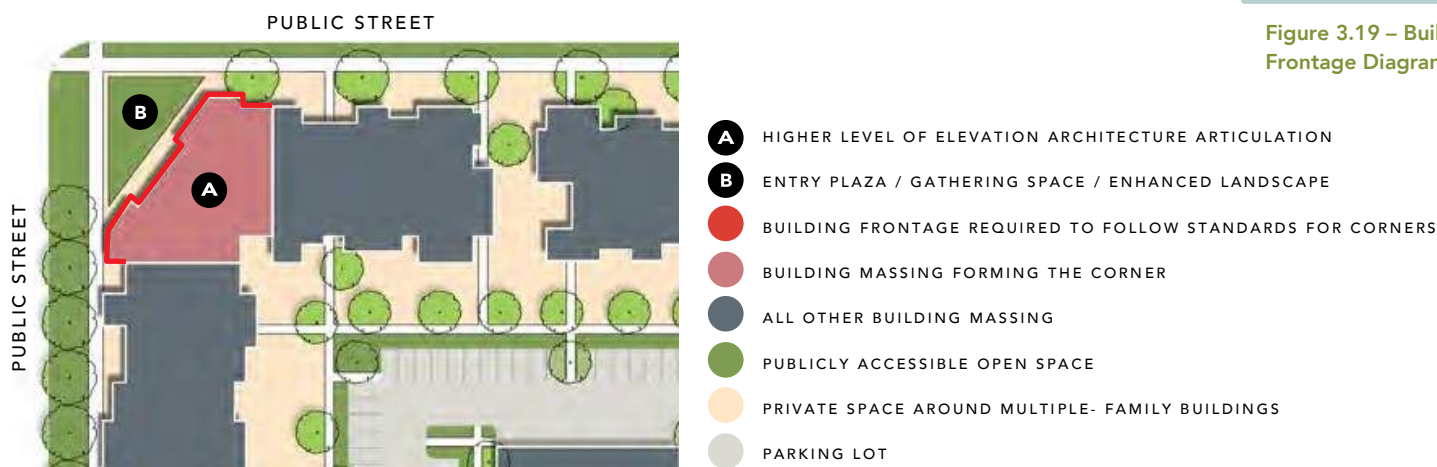 PUBLIC STREET
Figure 3.19 – Buil
Frontage Diagran
B
A
PUBLIC STREET
A HIGHER LEVEL OF ELEVATION ARCHITECTURE ARTICULATION
B ENTRY PLAZA / GATHERING SPACE / ENHANCED LANDSCAPE
BUILDING FRONTAGE REQUIRED TO FOLLOW STANDARDS FOR CORNERS
BUILDING MASSING FORMING THE CORNER
ALL OTHER BUILDING MASSING
PUBLICLY ACCESSIBLE OPEN SPACE
PRIVATE SPACE AROUND MULTIPLE- FAMILY BUILDINGS
PARKING LOT